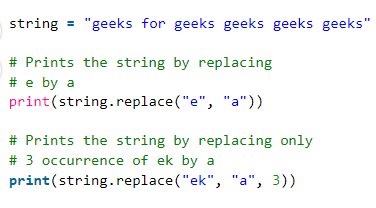 string = "geeks for geeks geeks geeks geeks"
# Prints the string by replacing
# e by a
print(string.replace("e", "a"))
# Prints the string by replacing only
# 3 occurrence of ek by a
print(string.replace("ek", "a", 3))